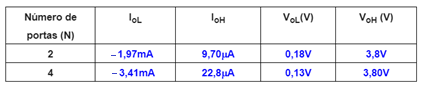 Número de portas (N) IoL IoH VoL(V) VoH (V)
2 – 1,97mA 9,70µA 0,18V 3,8V
4 – 3,41mA 22,8µA 0,13V 3,80V